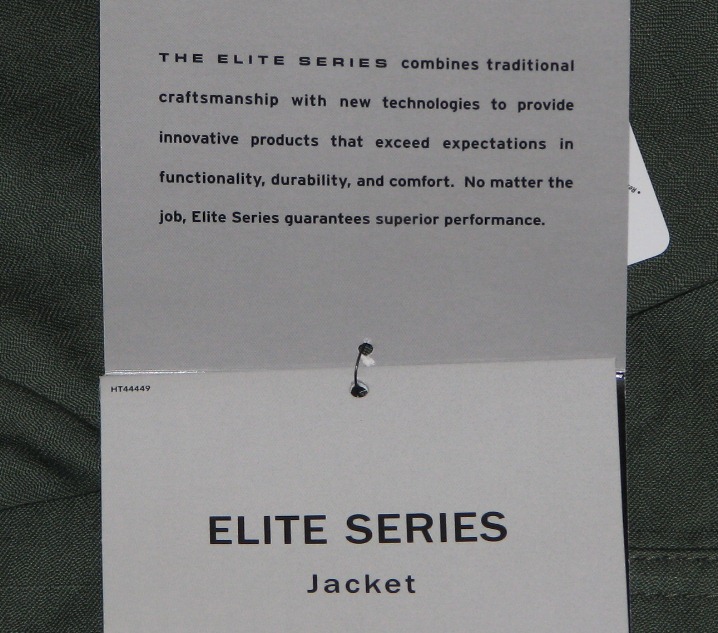 THE ELITE SERIES combines traditional
craftsmanship with new technologies to provide
innovative products that exceed expectations in
functionality, durability, and comfort. No matter the
job, Elite Series guarantees superior performance.
HT44449
ELITE SERIES
Jacket